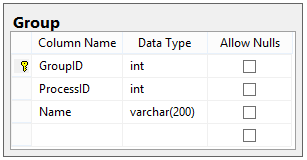 Group
Column Name Data Type Allow Nulls
GroupID int
ProcessID int
Name varchar(200)